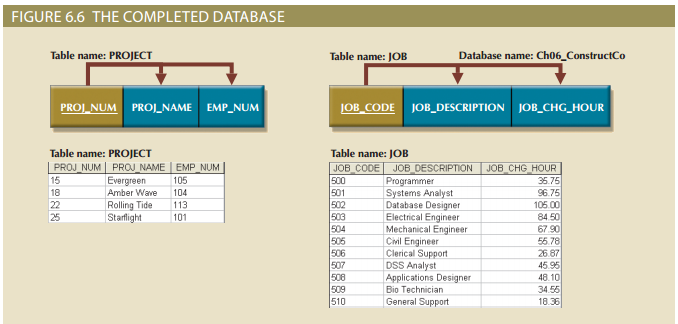 FIGURE 6.6 THE COMPLETED DATABASE
Table name: PROJECT
PROJ_NUM PROJ_NAME EMP_NUM
Table name: PROJECT
PROJ_NUM PROJ_NAME EMP_NUM
15 Evergreen 105
18 Amber Wave 104
22 Rolling Tide 113
25 Starflight 101
Table name: JOB Database name: Ch06_ConstructCo
JOB_CODE JOB_DESCRIPTION JOB_CHG_HOUR
Table name: JOB
JOB_CODE JOB_DESCRIPTION JOB_CHG_HOUR
500 Programmer 35.75
501 Systems Analyst 96.75
502 Database Designer 105.00
503 Electrical Engineer 84.50
504 Mechanical Engineer 67.90
505 Civil Engineer 55.78
506 Clerical Support 26.87
507 DSS Analyst 45.95
508 Applications Designer 48.10
509 Bio Technician 34.55
510 General Support 18.36